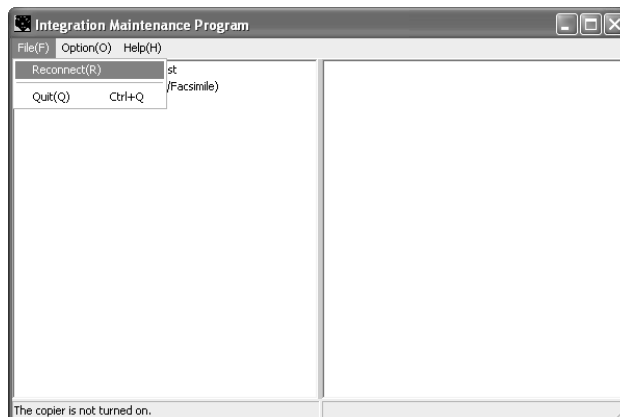 Integration Maintenance Program
File(F) Option(O) Help(H)
Reconnect(R)
st
Quit(Q) Ctrl+Q
/Facsimile)
The copier is not turned on.